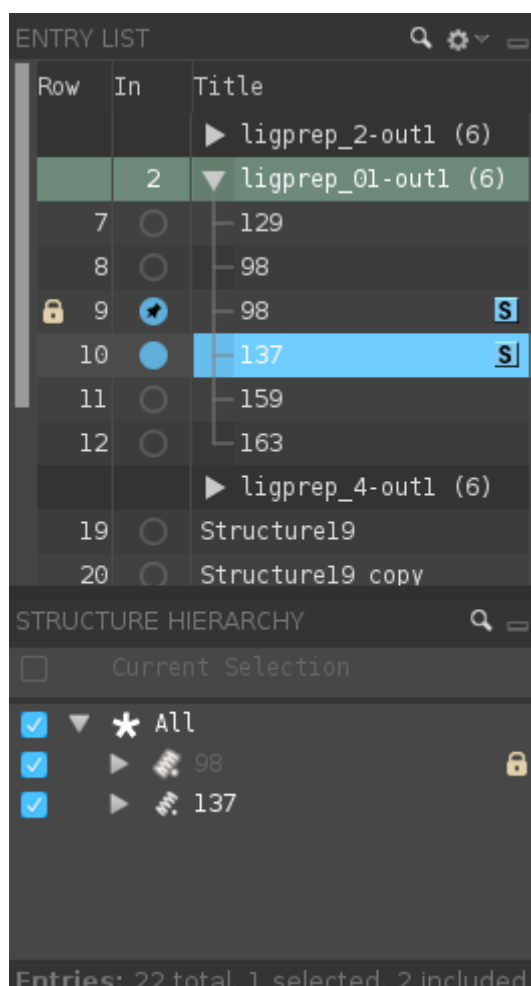 ENTRY LIST
Row In Title
ligprep_2-out1 (6)
2 ligprep_01-out1 (6)
7 129
8 98
9 98 S
10 137 S
11 159
12 163
ligprep_4-out1 (6)
19 Structure19
20 Structure19 copy
STRUCTURE HIERARCHY
Current Selection
All
98
137
Entries: 22 total, 1 selected, 2 included